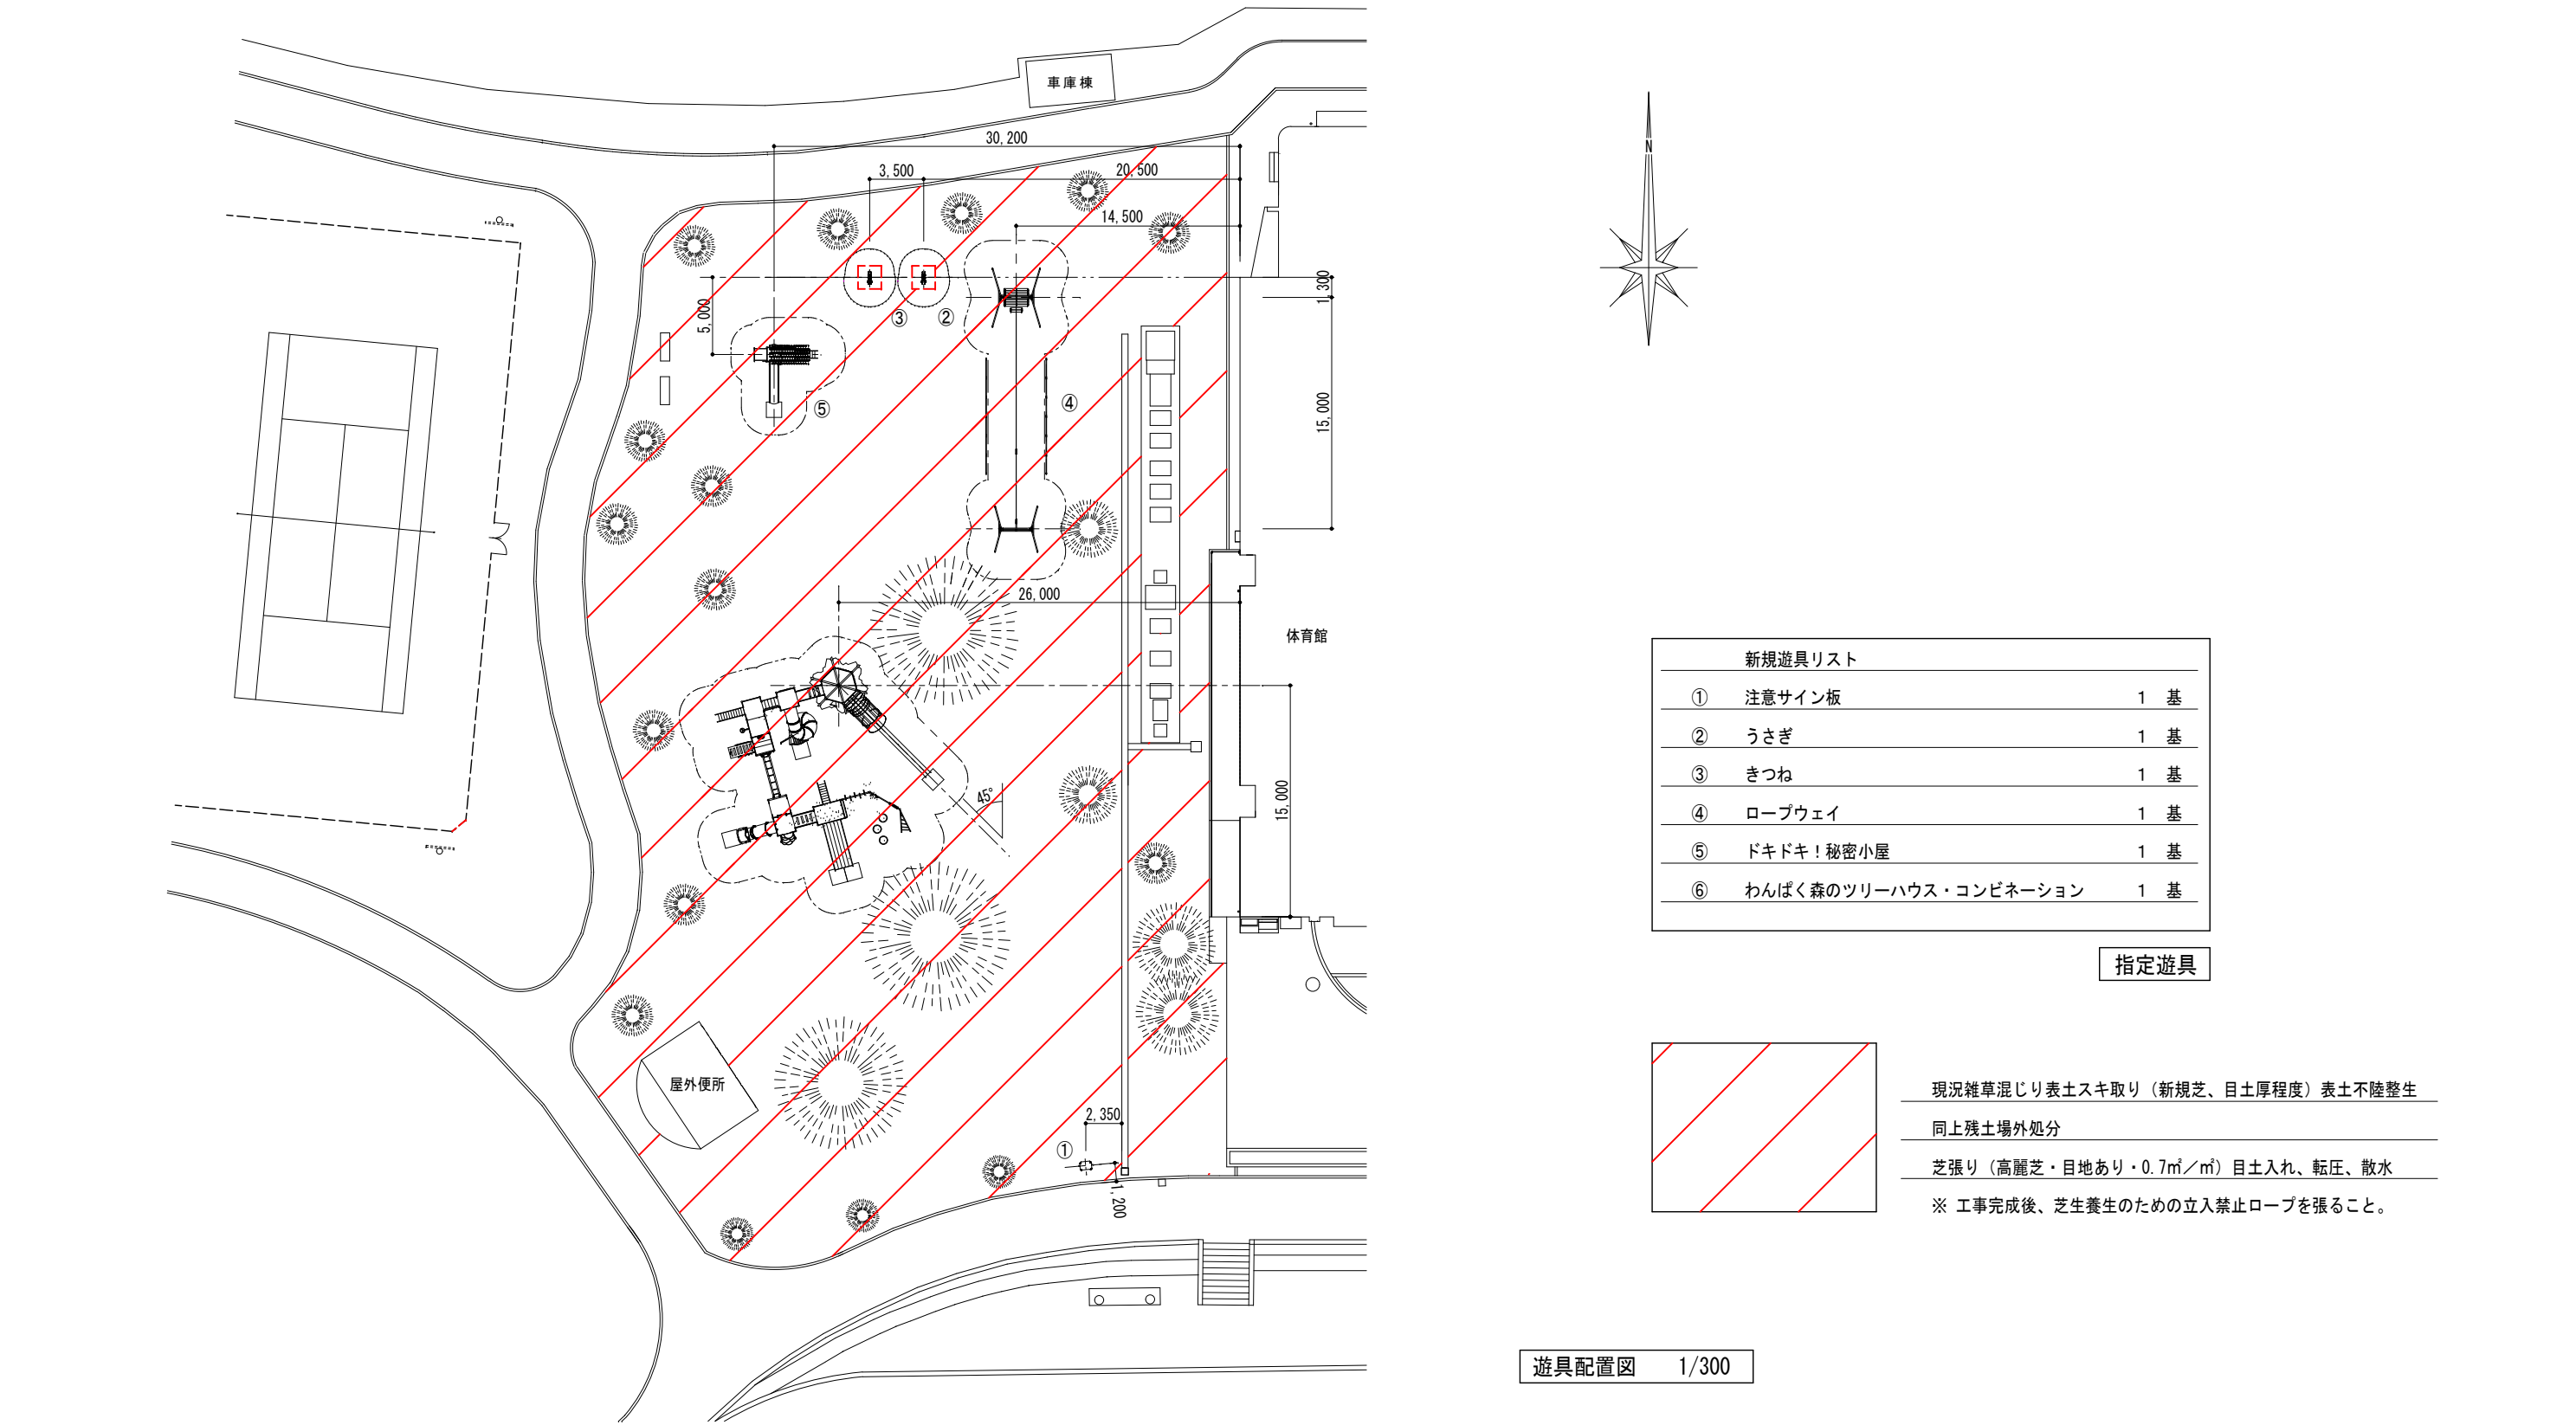 車庫棟
30,200
3,500
20,500
14,500
N
1,300
5,000
③
②
⑤
④
15,000
26,000
体育館
45°
15,000
屋外便所
2,350
①
1,200
新規遊具リスト
① 注意サイン板 1 基
② うさぎ 1 基
③ きつね 1 基
④ ロープウェイ 1 基
⑤ ドキドキ！秘密小屋 1 基
⑥ わんぱく森のツリーハウス・コンビネーション 1 基
指定遊具
現況雑草混じり表土スキ取り（新規芝、目土厚程度）表土不陸整生
同上残土場外処分
芝張り（高麗芝・目地あり・0.7㎡／㎡）目土入れ、転圧、散水
※ 工事完成後、芝生養生のための立入禁止ロープを張ること。
遊具配置図 1/300